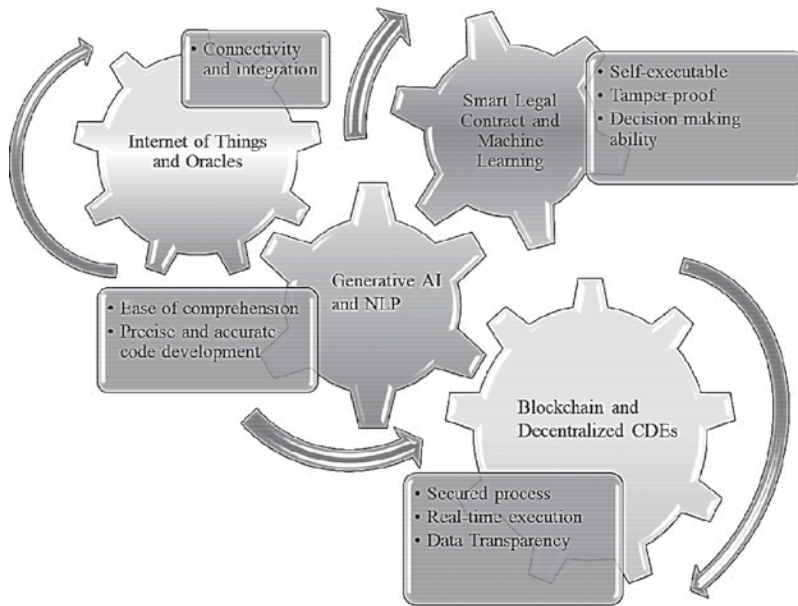 • Connectivity
and integration
Internet of Things
and Oracles
Smart Legal
Contract and
Machine
Learning
• Self-executable
• Tamper-proof
• Decision-making
ability
Generative AI
and NLP
• Ease of comprehension
• Precise and accurate
code development
Blockchain and
Decentralized CDEs
• Secured process
• Real-time execution
• Data Transparency